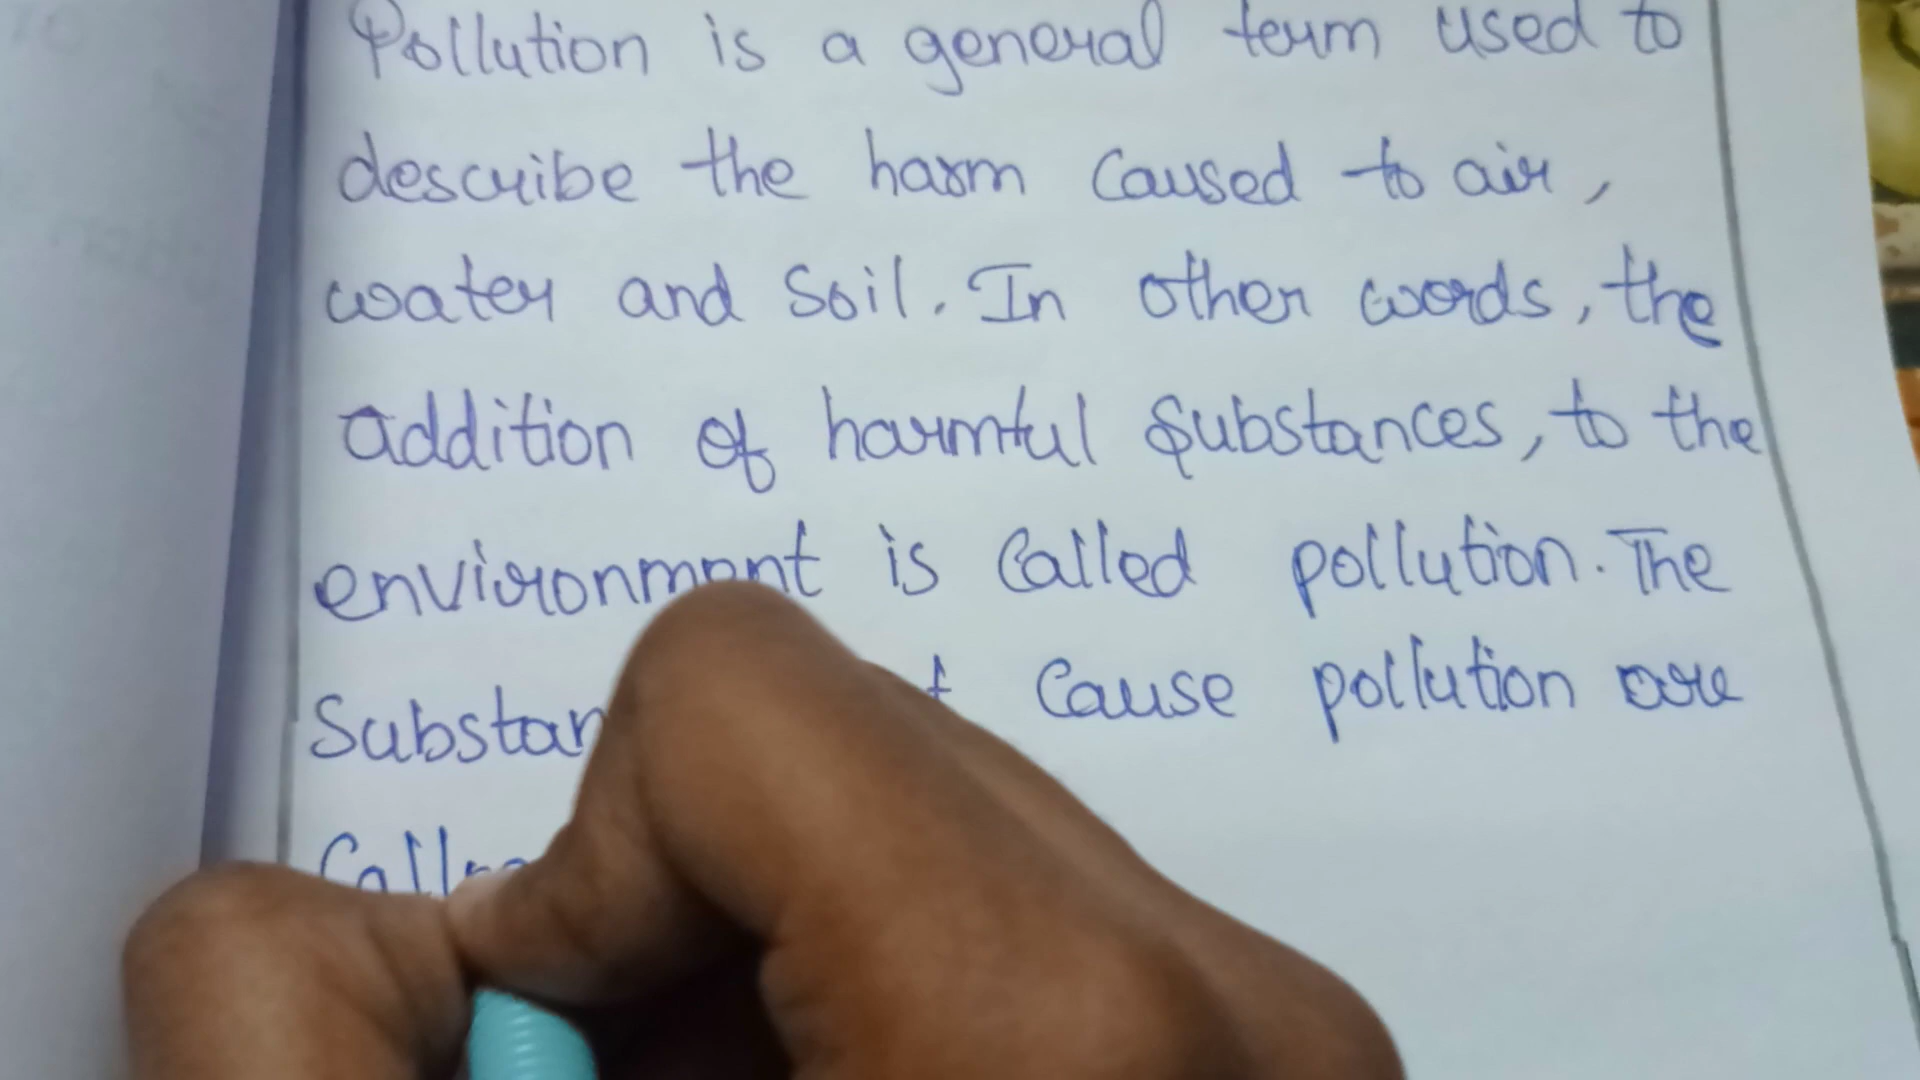 Pollution is a general term used to
describe the harm caused to air,
water and soil. In other words, the
addition of harmful substances, to the
environment is called pollution. The
cause pollution are